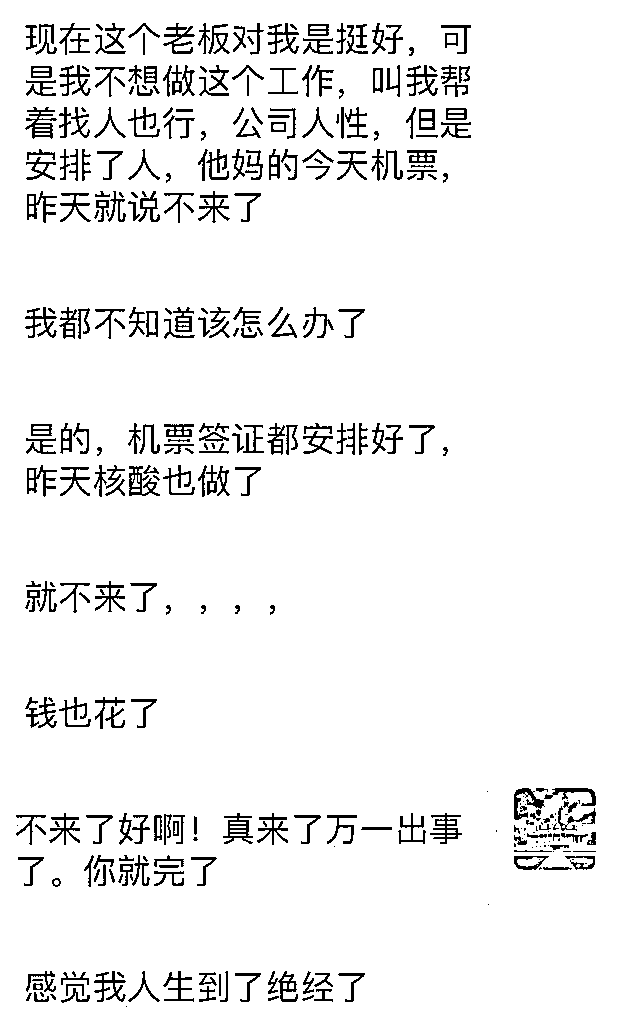 现在这个老板对我是挺好，可
是我不想做这个工作，叫我帮
着找人也行，公司人性，但是
安排了人，他妈的今天机票，
昨天就说不来了
我都不知道该怎么办了
是的，机票签证都安排好了，
昨天核酸也做了
就不来了，，，，
钱也花了
不来了好啊！真来了万一出事
了。你就完了
感觉我人生到了绝经了